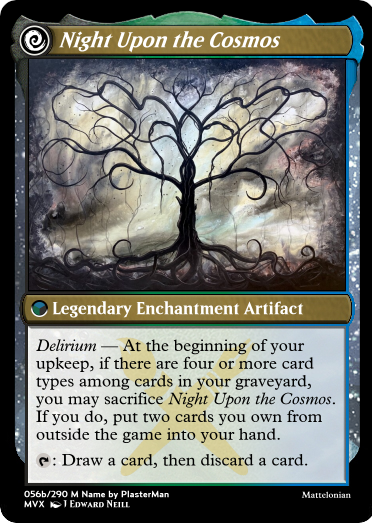 Night Upon the Cosmos
Legendary Enchantment Artifact
Delirium — At the beginning of your
upkeep, if there are four or more card
types among cards in your graveyard,
you may sacrifice Night Upon the Cosmos.
If you do, put two cards you own from
outside the game into your hand.
: Draw a card, then discard a card.
056b/290 M Name by PlasterMan
MVX J Edward Neill
Mattelonian